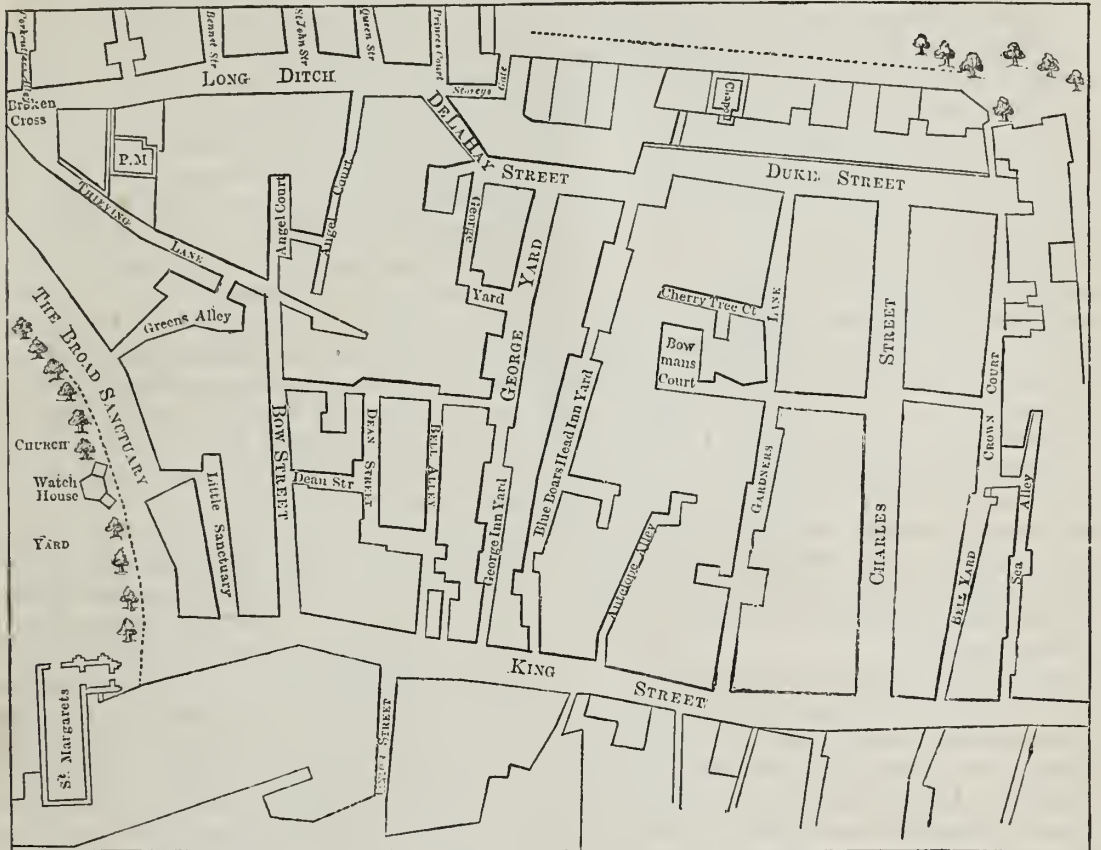 Bennet Str
St John Str
Queen Str
Princes Court
LONG DITCH
Storeys
Gate
Broken
Cross
P.M
DELAHAY
STREET
Chapel
DUKE STREET
THIEVING
LANE
Angel Court
Angel Court
George
Yard
GEORGE
YARD
Cherry Tree Ct
Bow
mans
Court
GARDNERS
LANE
CHARLES
STREET
CROWN
COURT
Greens Alley
THE BROAD SANCTUARY
CHURCH
Watch
House
YARD
Little Sanctuary
BOW STREET
Dean Str
DEAN
STREET
BELL ALLEY
George Inn Yard
Blue Boars Head Inn Yard
Antelope Alley
BELL YARD
Sea
Alley
KING
STREET
St Margarets
STREET